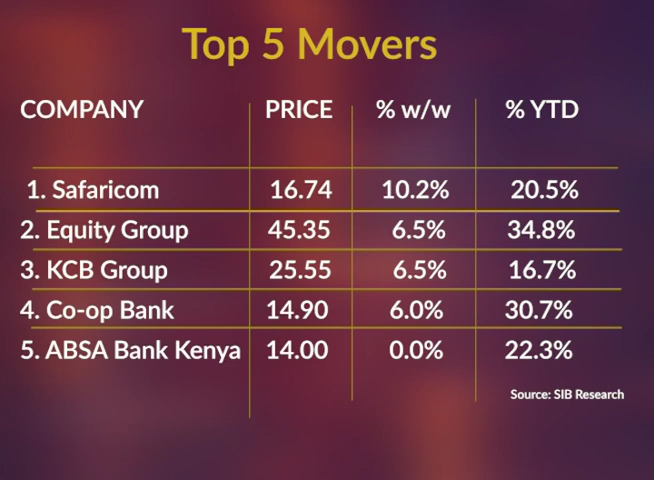 Top 5 Movers
COMPANY PRICE % w/w % YTD
1. Safaricom 16.74 10.2% 20.5%
2. Equity Group 45.35 6.5% 34.8%
3. KCB Group 25.55 6.5% 16.7%
4. Co-op Bank 14.90 6.0% 30.7%
5. ABSA Bank Kenya 14.00 0.0% 22.3%
Source: SIB Research